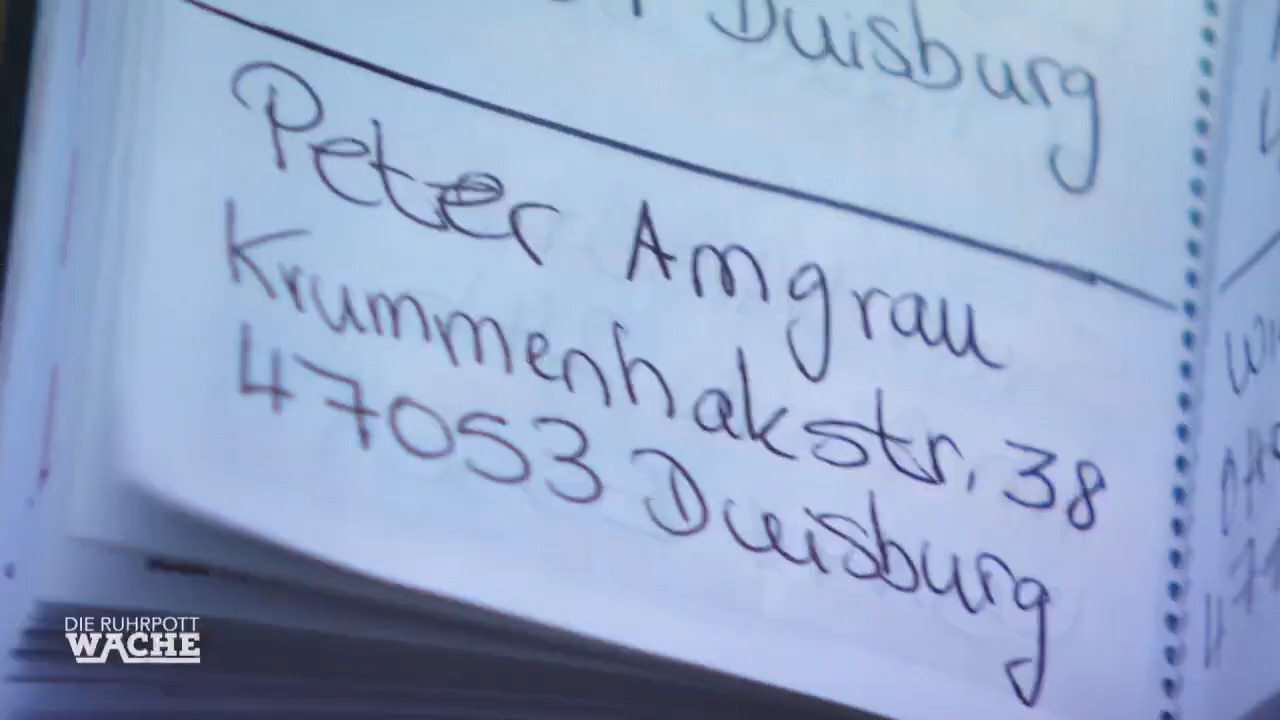 Duisburg
Peter Amgrau
Krummenhakstr. 38
47053 Duisburg
DIE RUHRPOTT
WACHE